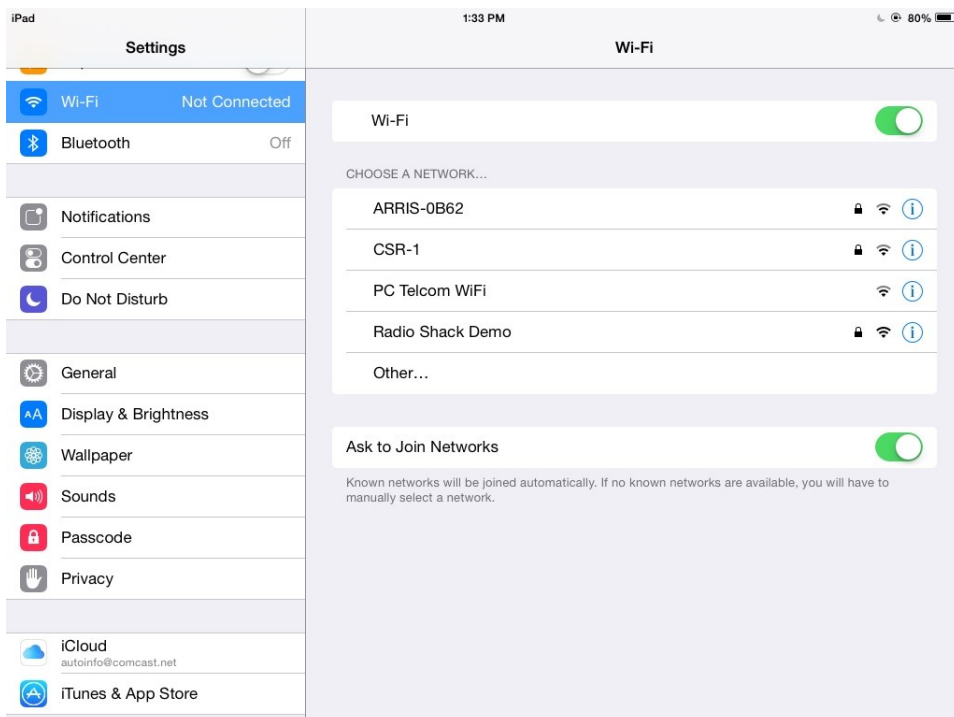 iPad
1:33 PM
80%
Settings
Wi-Fi
Wi-Fi
Not Connected
Bluetooth
Off
Notifications
Control Center
Do Not Disturb
General
AA
Display & Brightness
Wallpaper
Sounds
Passcode
Privacy
iCloud
autoinfo@comcast.net
iTunes & App Store
Wi-Fi
CHOOSE A NETWORK...
ARRIS-0B62
CSR-1
PC Telcom WiFi
Radio Shack Demo
Other...
Ask to Join Networks
Known networks will be joined automatically. If no known networks are available, you will have to
manually select a network.